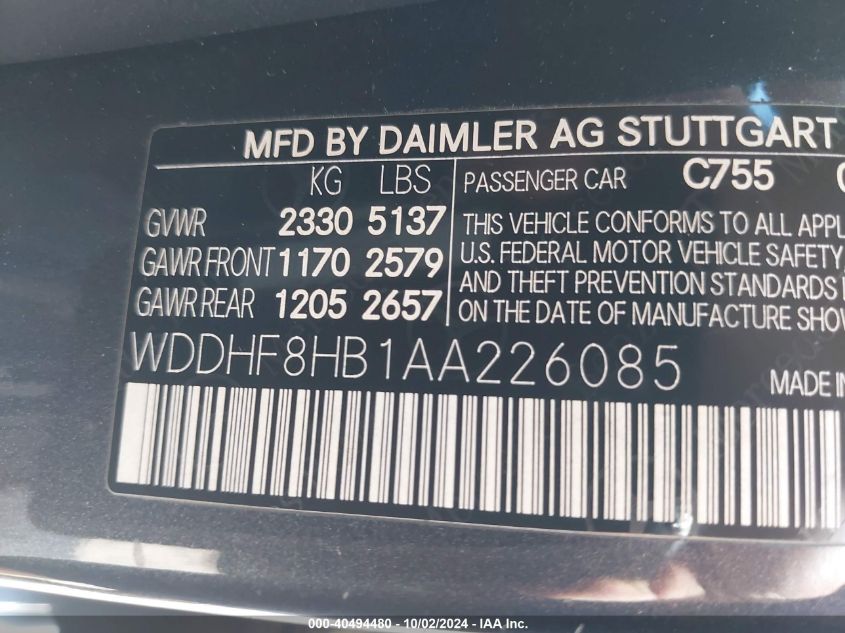 MFD BY DAIMLER AG STUTTGART
KG LBS
GVWR 2330 5137
GAWR FRONT 1170 2579
GAWR REAR 1205 2657
PASSENGER CAR C755
THIS VEHICLE CONFORMS TO ALL APPL
U.S. FEDERAL MOTOR VEHICLE SAFETY,
AND THEFT PREVENTION STANDARDS
ON THE DATE OF MANUFACTURE SHO
WDDHF8HB1AA226085
MADE IN
000-40494480 - 10/02/2024 - IAA Inc.